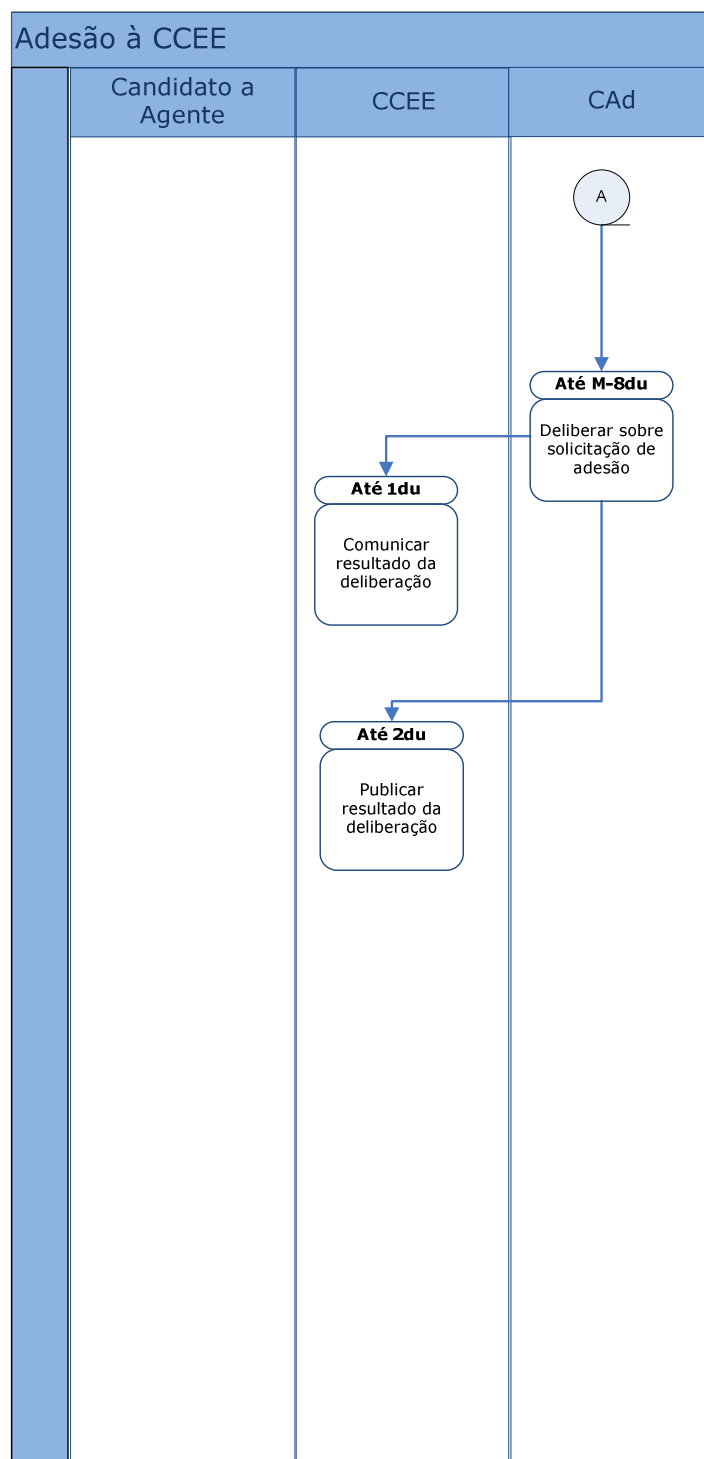 Adesão à CCEE
Candidato a
Agente
CCEE
CAd
A
Até M-8du
Deliberar sobre
solicitação de
adesão
Até 1du
Comunicar
resultado da
deliberação
Até 2du
Publicar
resultado da
deliberação